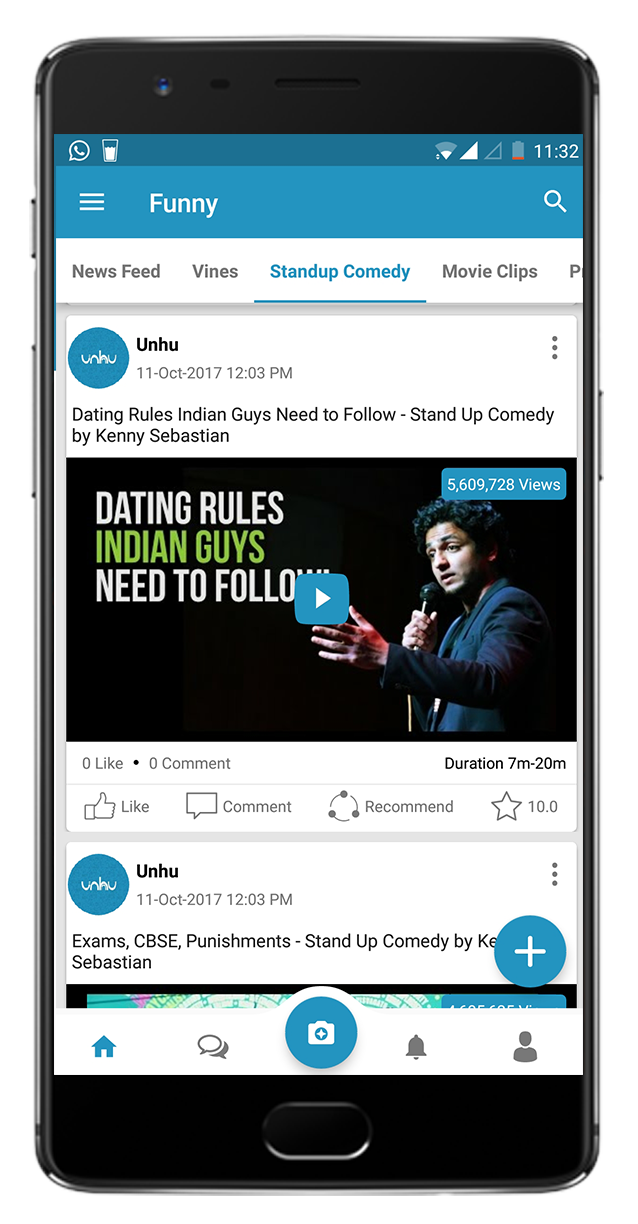 11:32
Funny
News Feed Vines Standup Comedy Movie Clips
unhu
Unhu
11-Oct-2017 12:03 PM
Dating Rules Indian Guys Need to Follow - Stand Up Comedy
by Kenny Sebastian
5,609,728 Views
DATING RULES
INDIAN GUYS
NEED TO FOLLOW
0 Like • 0 Comment Duration 7m-20m
Like Comment Recommend 10.0
unhu
Unhu
11-Oct-2017 12:03 PM
Exams, CBSE, Punishments - Stand Up Comedy by
Sebastian